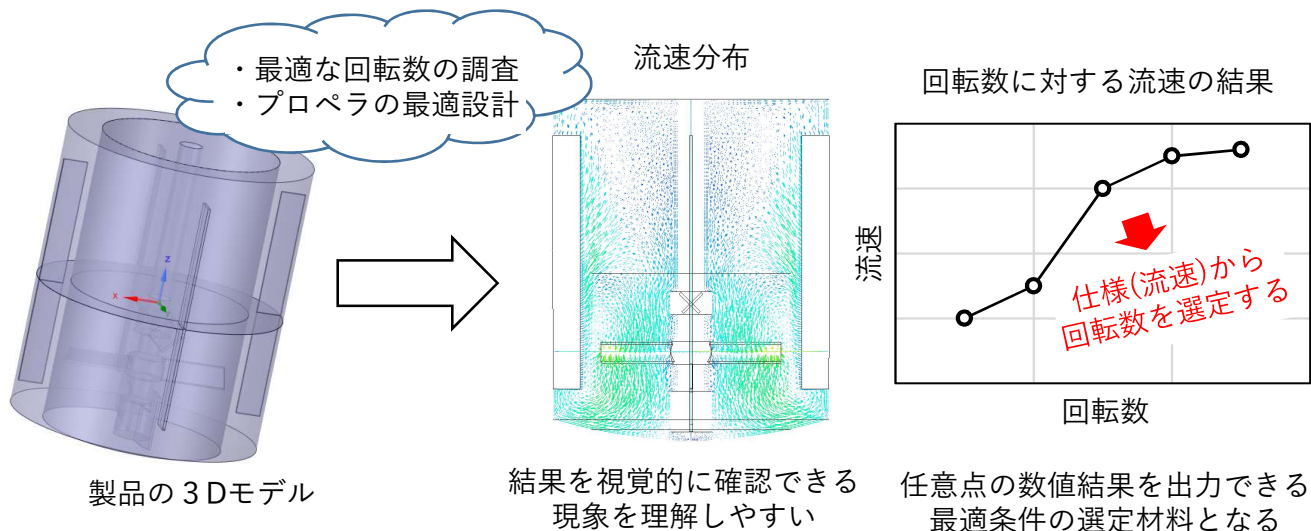 ・最適な回転数の調査
・プロペラの最適設計
z
x
製品の３Dモデル
流速分布
結果を視覚的に確認できる
現象を理解しやすい
回転数に対する流速の結果
流速
仕様(流速)から
回転数を選定する
回転数
任意点の数値結果を出力できる
最適条件の選定材料となる